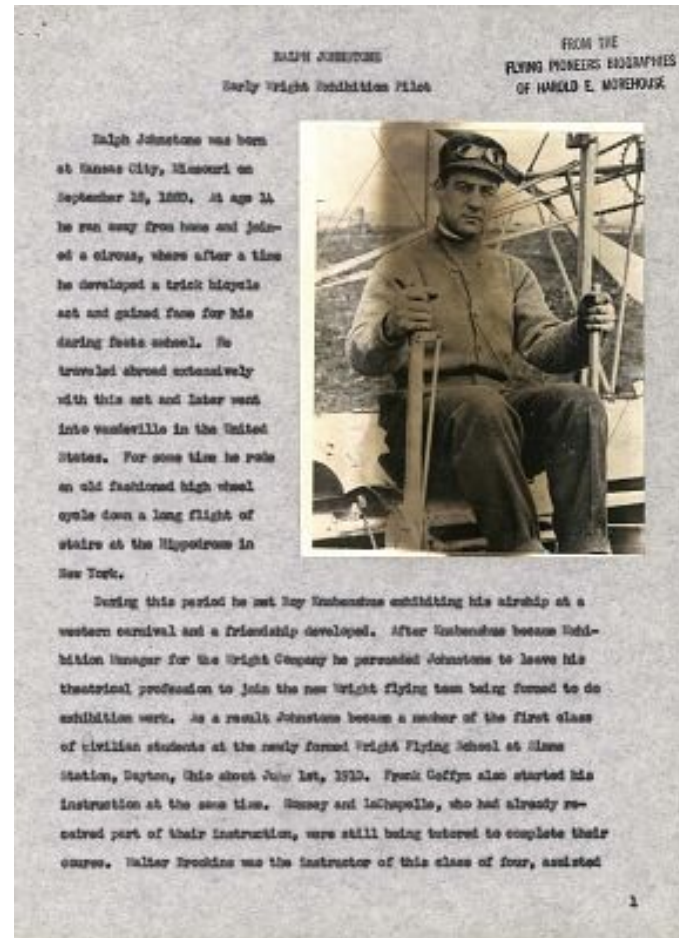 RALPH JOHNSTONE
Early Wright Exhibition Pilot
FROM THE
FLYING PIONEERS BIOGRAPHIES
OF HAROLD E. MOREHOUSE
Ralph Johnstone was born
at Kansas City, Missouri on
September 18, 1880. At age 14
he ran away from home and join-
ed a circus, where after a time
he developed a trick bicycle
act and gained fame for his
daring feats awheel. He
traveled abroad extensively
with this act and later went
into vaudeville in the United
States. For some time he rode
an old fashioned high wheel
cycle down a long flight of
stairs at the Hippodrome in
New York.
During this period he met Roy Knabenshue exhibiting his airship at a
western carnival and a friendship developed. After Knabenshue became Exhi-
bition Manager for the Wright Company he persuaded Johnstone to leave his
theatrical profession to join the new Wright flying team being formed to do
exhibition work. As a result Johnstone became a member of the first class
of civilian students at the newly formed Wright Flying School at Simms
Station, Dayton, Ohio about June 1st, 1910. Frank Coffyn also started his
instruction at the same time. Hoxsey and LaChapelle, who had already re-
ceived part of their instruction, were still being tutored to complete their
course. Walter Brookins was the instructor of this class of four, assisted
1